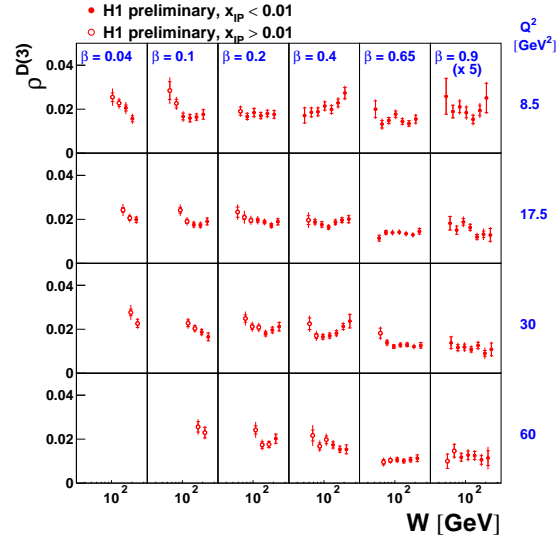 H1 preliminary, x_IP < 0.01
H1 preliminary, x_IP > 0.01
Q²
[GeV²]
ρ^D(3)
β = 0.04 β = 0.1 β = 0.2 β = 0.4 β = 0.65 β = 0.9
(x 5)
0.04
0.02
0
8.5
0.04
0.02
0
17.5
0.04
0.02
0
30
0.04
0.02
0
60
10² 10² 10² 10² 10² 10²
W [GeV]